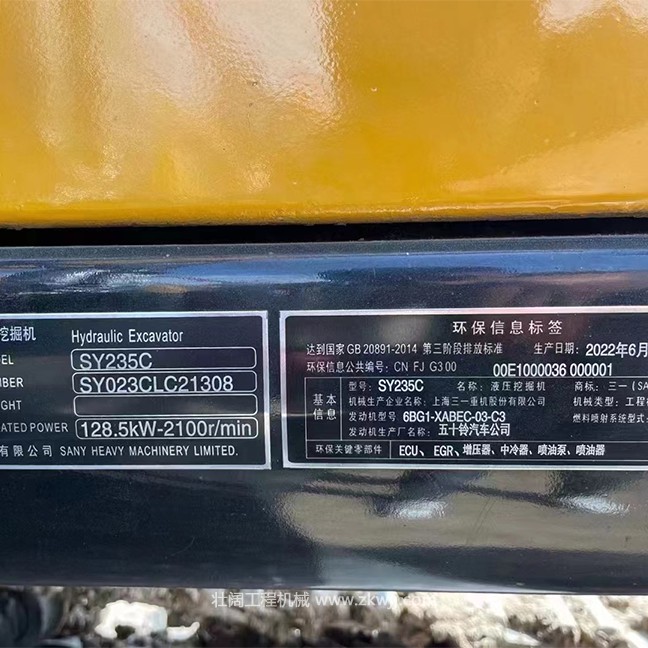 挖掘机 Hydraulic Excavator
DEL SY235C
MBER SY023CLC21308
GHT
ATED POWER 128.5kW-2100r/min
有限公司 SANY HEAVY MACHINERY LIMITED.
环保信息标签
达到国家 GB 20891-2014 第三阶段排放标准 生产日期: 2022年6月
环保信息公共编号: CN FJ G3 00 00E1000036 000001
基本信息
型号: SY235C 名称: 液压挖掘机 商标: 三一(SA
机械生产企业名称: 上海三一重机股份有限公司 机械类型: 工程
发动机型号: 6BG1-XABEC-03-C3 燃料喷射系统型式:
发动机生产厂名称: 五十铃汽车公司
环保关键零部件 ECU、EGR、增压器、中冷器、喷油泵、喷油器
壮阔工程机械 www.zkwj